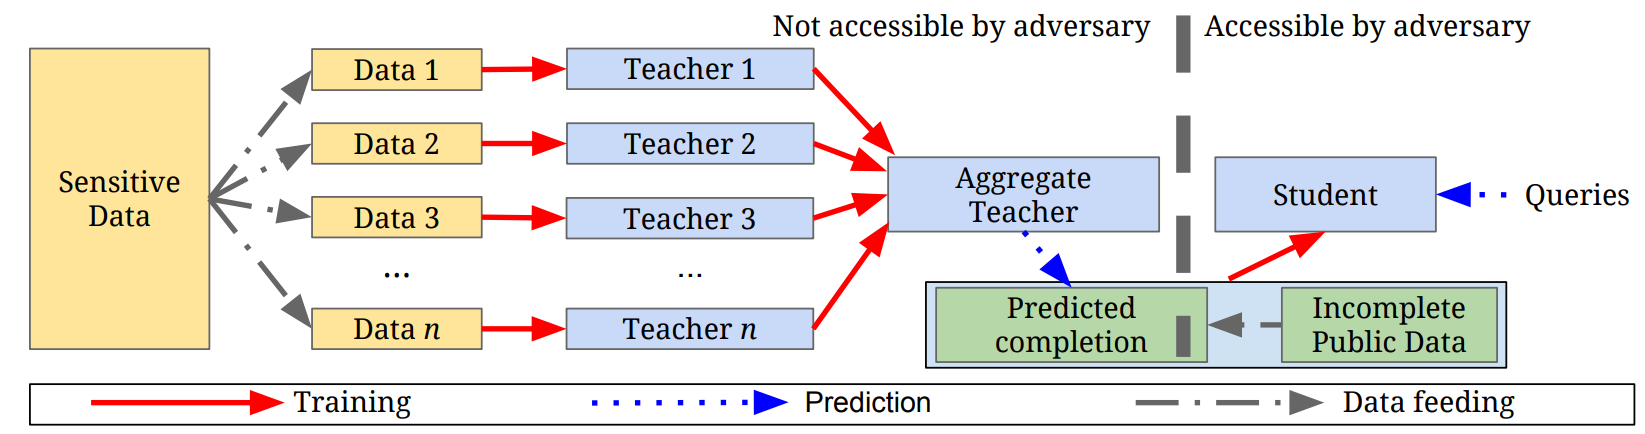 Not accessible by adversary
Accessible by adversary
Sensitive
Data
Data 1
Data 2
Data 3
...
Data n
Teacher 1
Teacher 2
Teacher 3
...
Teacher n
Aggregate
Teacher
Student
Queries
Predicted
completion
Incomplete
Public Data
Training
Prediction
Data feeding